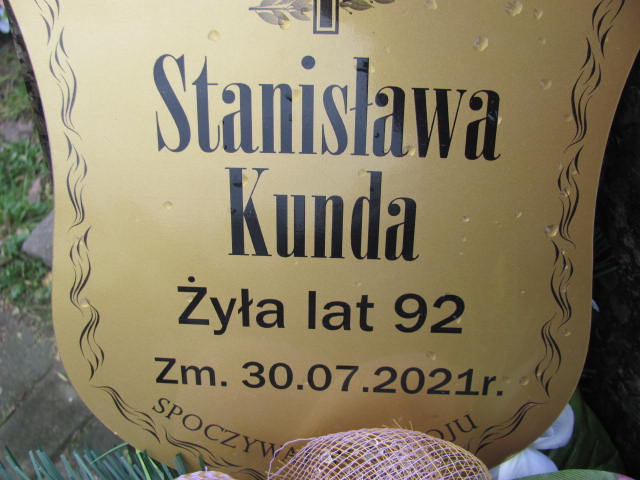 Stanisława
Kunda
Żyła lat 92
Zm. 30.07.2021r.